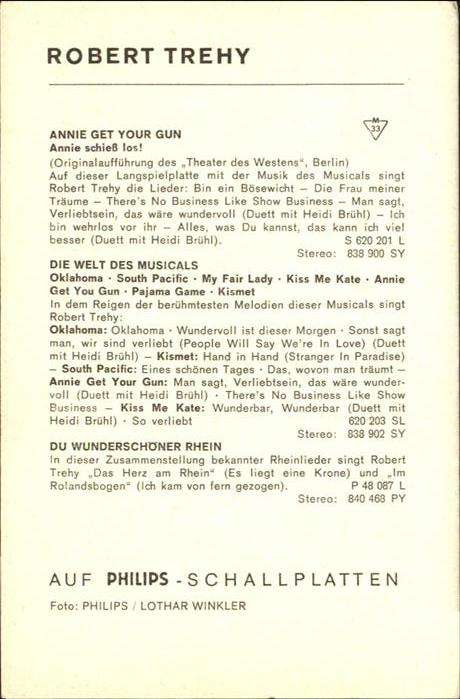 ROBERT TREHY
M
33
ANNIE GET YOUR GUN
Annie schieß los!
(Originalaufführung des „Theater des Westens“, Berlin)
Auf dieser Langspielplatte mit der Musik des Musicals singt
Robert Trehy die Lieder: Bin ein Bösewicht – Die Frau meiner
Träume – There's No Business Like Show Business – Man sagt,
Verliebtsein, das wäre wundervoll (Duett mit Heidi Brühl) – Ich
bin wehrlos vor ihr – Alles, was Du kannst, das kann ich viel
besser (Duett mit Heidi Brühl). S 620 201 L
Stereo: 838 900 SY
DIE WELT DES MUSICALS
Oklahoma · South Pacific · My Fair Lady · Kiss Me Kate · Annie
Get You Gun · Pajama Game · Kismet
In dem Reigen der berühmtesten Melodien dieser Musicals singt
Robert Trehy:
Oklahoma: Oklahoma · Wundervoll ist dieser Morgen · Sonst sagt
man, wir sind verliebt (People Will Say We're In Love) (Duett
mit Heidi Brühl) – Kismet: Hand in Hand (Stranger In Paradise)
– South Pacific: Eines schönen Tages · Das, wovon man träumt –
Annie Get Your Gun: Man sagt, Verliebtsein, das wäre wunder-
voll (Duett mit Heidi Brühl) · There's No Business Like Show
Business – Kiss Me Kate: Wunderbar, Wunderbar (Duett mit
Heidi Brühl) · So verliebt 620 203 SL
Stereo: 838 902 SY
DU WUNDERSCHÖNER RHEIN
In dieser Zusammenstellung bekannter Rheinlieder singt Robert
Trehy „Das Herz am Rhein“ (Es liegt eine Krone) und „Im
Rolandsbogen“ (Ich kam von fern gezogen). P 48 087 L
Stereo: 840 468 PY
AUF PHILIPS - SCHALLPLATTEN
Foto: PHILIPS / LOTHAR WINKLER